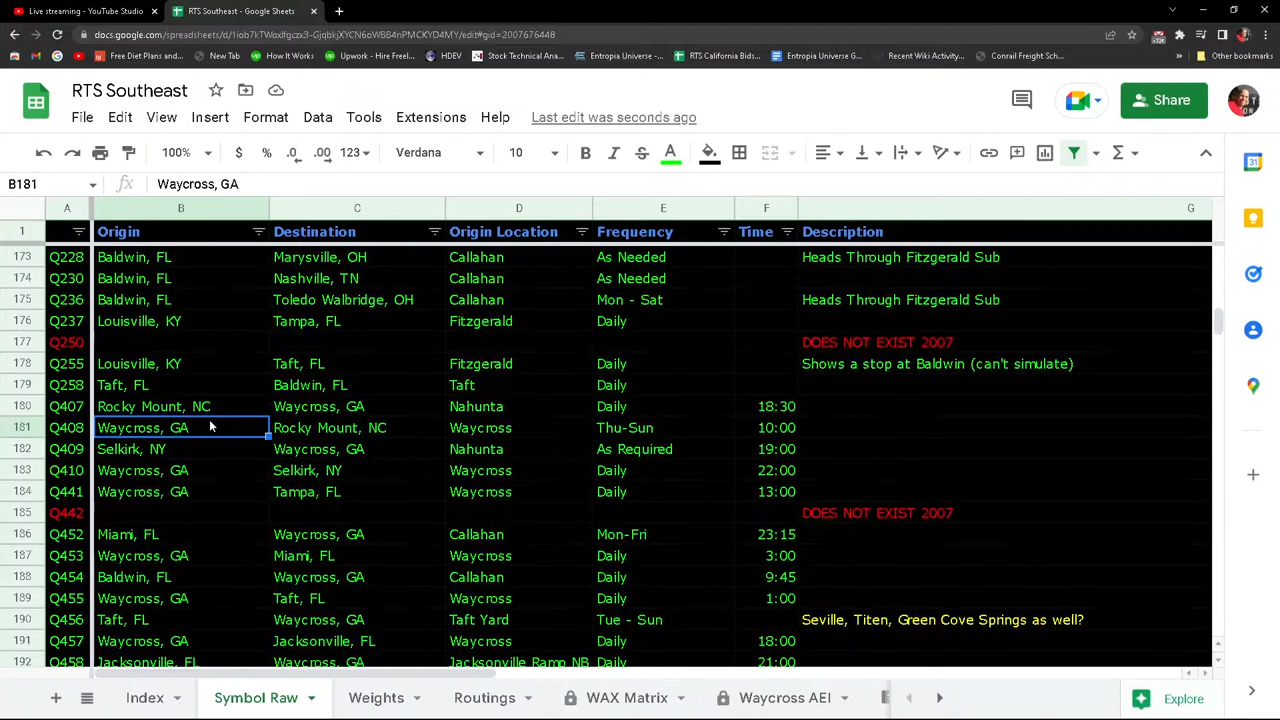 Live streaming - YouTube Studio × RTS Southeast - Google Sheets × +
docs.google.com/spreadsheets/d/1iob7kTWoxlfgczx3-GjqbkjXYCN6oWBB4nPMCKYD4MY/edit#gid=2007676448
Free Diet Plans and... New Tab How It Works Upwork - Hire Freel... HDEV Stock Technical Ana... Entropia Universe -... RTS California Bids... Entropia Universe G... Recent Wiki Activity... Conrail Freight Sch... » Other bookmarks
RTS Southeast
File Edit View Insert Format Data Tools Extensions Help Last edit was seconds ago
Share
100% $ % .0 .00 123 Verdana 10 B I S A Σ
B181 fx Waycross, GA
A B C D E F G
1 Origin Destination Origin Location Frequency Time Description
173 Q228 Baldwin, FL Marysville, OH Callahan As Needed Heads Through Fitzgerald Sub
174 Q230 Baldwin, FL Nashville, TN Callahan As Needed
175 Q236 Baldwin, FL Toledo Walbridge, OH Callahan Mon - Sat Heads Through Fitzgerald Sub
176 Q237 Louisville, KY Tampa, FL Fitzgerald Daily
177 Q250 DOES NOT EXIST 2007
178 Q255 Louisville, KY Taft, FL Fitzgerald Daily Shows a stop at Baldwin (can't simulate)
179 Q258 Taft, FL Baldwin, FL Taft Daily
180 Q407 Rocky Mount, NC Waycross, GA Nahunta Daily 18:30
181 Q408 Waycross, GA Rocky Mount, NC Waycross Thu-Sun 10:00
182 Q409 Selkirk, NY Waycross, GA Nahunta As Required 19:00
183 Q410 Waycross, GA Selkirk, NY Waycross Daily 22:00
184 Q441 Waycross, GA Tampa, FL Waycross Daily 13:00
185 Q442 DOES NOT EXIST 2007
186 Q452 Miami, FL Waycross, GA Callahan Mon-Fri 23:15
187 Q453 Waycross, GA Miami, FL Waycross Daily 3:00
188 Q454 Baldwin, FL Waycross, GA Callahan Daily 9:45
189 Q455 Waycross, GA Taft, FL Waycross Daily 1:00
190 Q456 Taft, FL Waycross, GA Taft Yard Tue - Sun Seville, Titen, Green Cove Springs as well?
191 Q457 Waycross, GA Jacksonville, FL Waycross Daily 18:00
192 Q458 Jacksonville, FL Waycross, GA Jacksonville Ramp NB Daily 21:00
+ Index Symbol Raw Weights Routings WAX Matrix Waycross AEI Explore